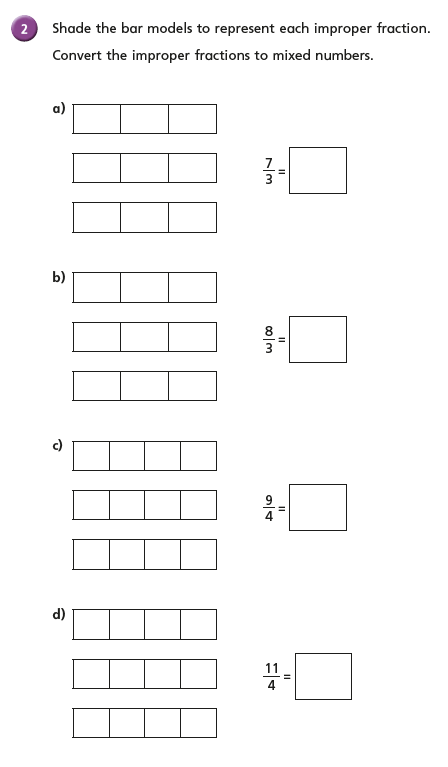 2 Shade the bar models to represent each improper fraction.
Convert the improper fractions to mixed numbers.
a)
7/3 =
b)
8/3 =
c)
9/4 =
d)
11/4 =